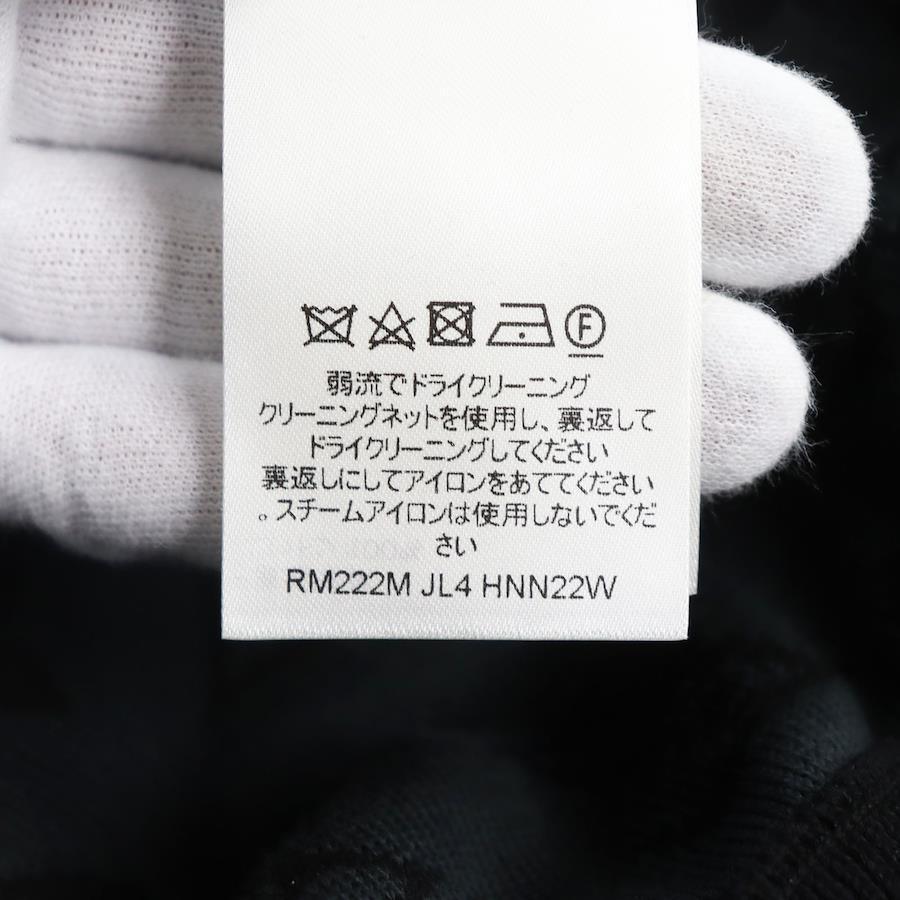 F
弱流でドライクリーニング
クリーニングネットを使用し、裏返して
ドライクリーニングしてください
裏返しにしてアイロンをあててください
。スチームアイロンは使用しないでくだ
さい
RM222M JL4 HNN22W